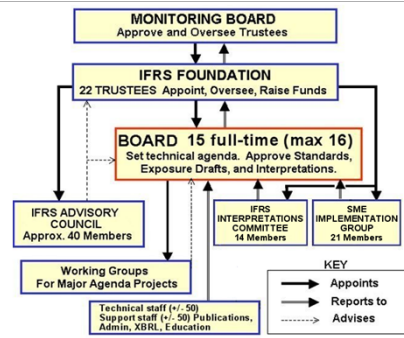 MONITORING BOARD
Approve and Oversee Trustees
IFRS FOUNDATION
22 TRUSTEES Appoint, Oversee, Raise Funds
BOARD 15 full-time (max 16)
Set technical agenda. Approve Standards,
Exposure Drafts, and Interpretations.
IFRS ADVISORY
COUNCIL
Approx. 40 Members
IFRS
INTERPRETATIONS
COMMITTEE
14 Members
SME
IMPLEMENTATION
GROUP
21 Members
Working Groups
For Major Agenda Projects
Technical staff (+/- 50)
Support staff (+/- 50) Publications,
Admin, XBRL, Education
KEY
Appoints
Reports to
Advises